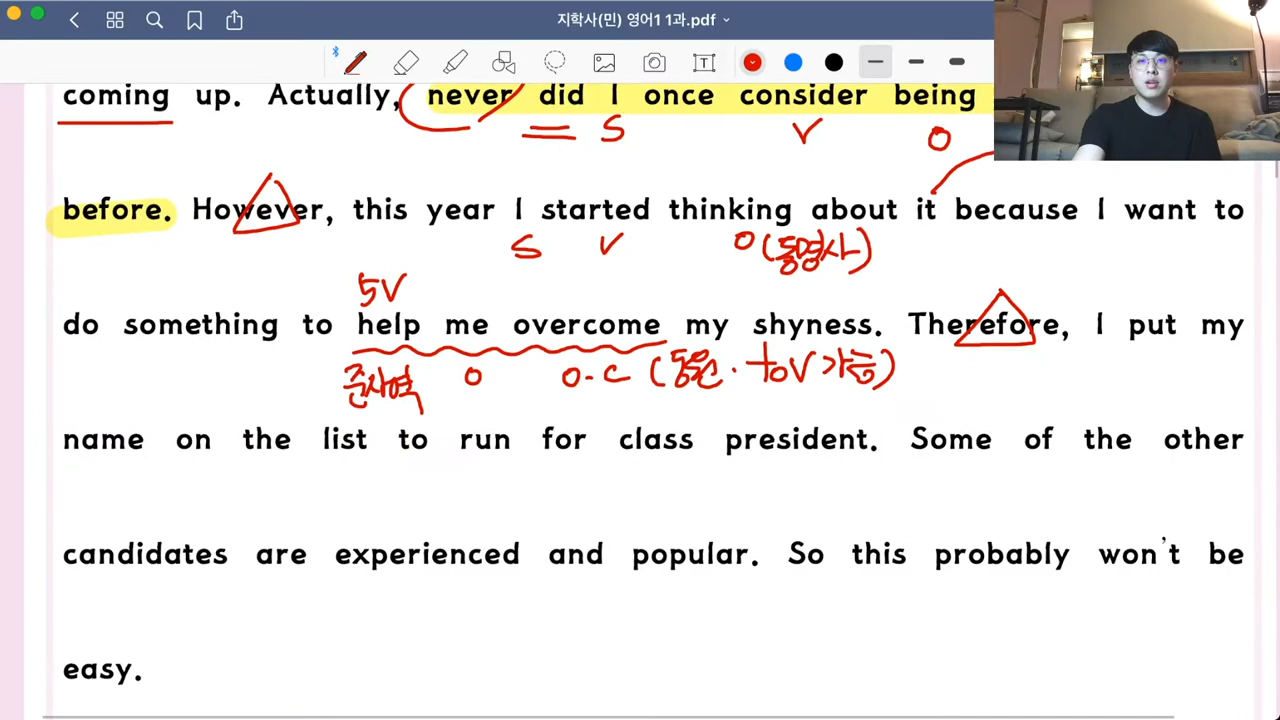 지학사(민) 영어1 1과.pdf
coming up. Actually, never did I once consider being
S V O
before. However, this year I started thinking about it because I want to
S V O (동명사)
5V
do something to help me overcome my shyness. Therefore, I put my
준사역 O O.C (동원. to V 가능)
name on the list to run for class president. Some of the other
candidates are experienced and popular. So this probably won't be
easy.